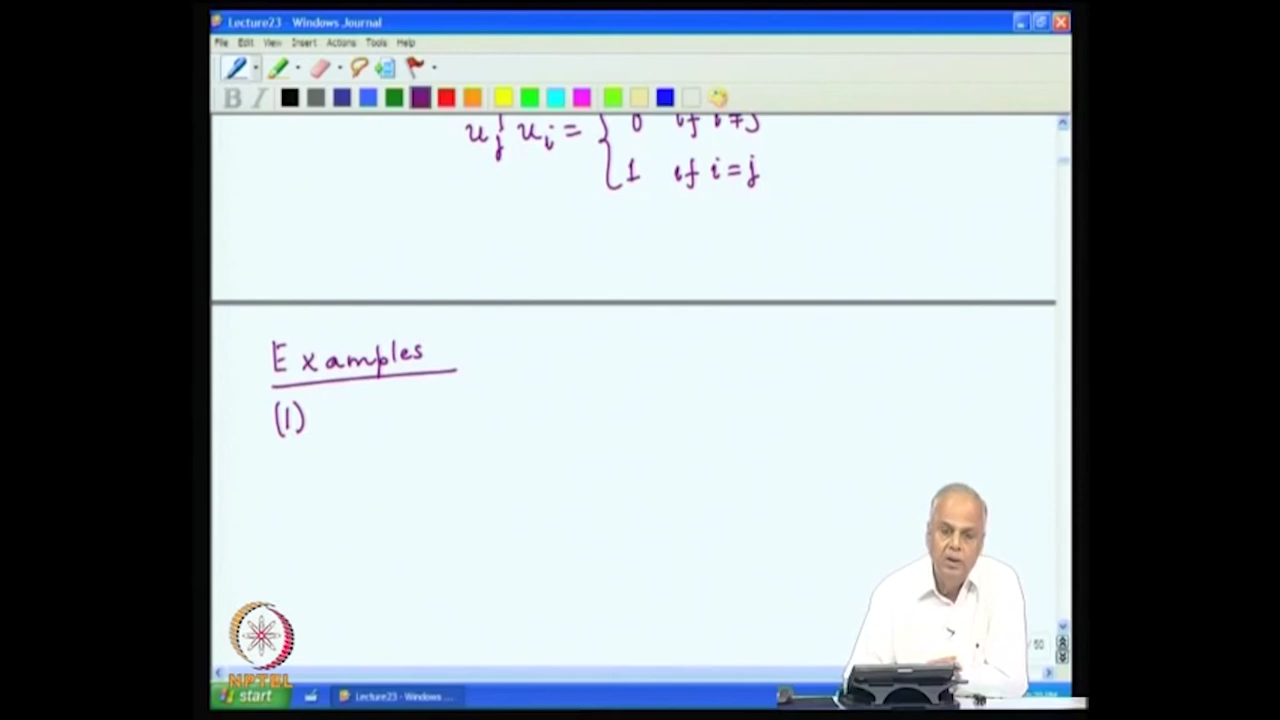 Lecture23 - Windows Journal
File Edit View Insert Actions Tools Help
B I
u_j^T u_i = { 0 if i ≠ j
1 if i = j
Examples
(1)
/ 50
NPTEL
start Lecture23 - Windows ...